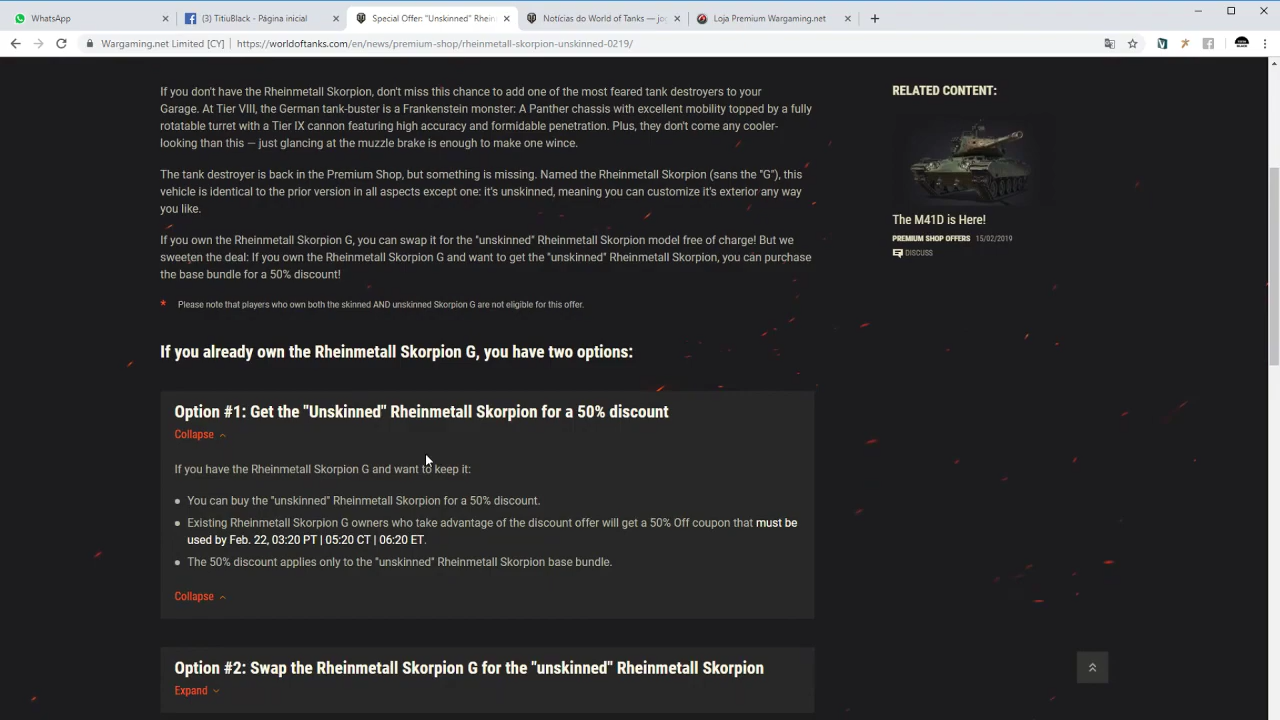 WhatsApp
(3) TitiuBlack - Página inicial
Special Offer: "Unskinned" Rhein
Notícias do World of Tanks — jo
Loja Premium Wargaming.net
Wargaming.net Limited [CY]
https://worldoftanks.com/en/news/premium-shop/rheinmetall-skorpion-unskinned-0219/
If you don't have the Rheinmetall Skorpion, don't miss this chance to add one of the most feared tank destroyers to your
Garage. At Tier VIII, the German tank-buster is a Frankenstein monster: A Panther chassis with excellent mobility topped by a fully
rotatable turret with a Tier IX cannon featuring high accuracy and formidable penetration. Plus, they don't come any cooler-
looking than this — just glancing at the muzzle brake is enough to make one wince.
The tank destroyer is back in the Premium Shop, but something is missing. Named the Rheinmetall Skorpion (sans the "G"), this
vehicle is identical to the prior version in all aspects except one: it's unskinned, meaning you can customize it's exterior any way
you like.
If you own the Rheinmetall Skorpion G, you can swap it for the "unskinned" Rheinmetall Skorpion model free of charge! But we
sweeten the deal: If you own the Rheinmetall Skorpion G and want to get the "unskinned" Rheinmetall Skorpion, you can purchase
the base bundle for a 50% discount!
* Please note that players who own both the skinned AND unskinned Skorpion G are not eligible for this offer.
If you already own the Rheinmetall Skorpion G, you have two options:
Option #1: Get the "Unskinned" Rheinmetall Skorpion for a 50% discount
Collapse
If you have the Rheinmetall Skorpion G and want to keep it:
You can buy the "unskinned" Rheinmetall Skorpion for a 50% discount.
Existing Rheinmetall Skorpion G owners who take advantage of the discount offer will get a 50% Off coupon that must be
used by Feb. 22, 03:20 PT | 05:20 CT | 06:20 ET.
The 50% discount applies only to the "unskinned" Rheinmetall Skorpion base bundle.
Collapse
Option #2: Swap the Rheinmetall Skorpion G for the "unskinned" Rheinmetall Skorpion
Expand
RELATED CONTENT:
The M41D is Here!
PREMIUM SHOP OFFERS 15/02/2019
DISCUSS